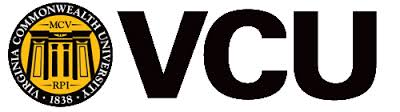 VIRGINIA COMMONWEALTH UNIVERSITY
MCV
RPI
· 1838 ·
VCU